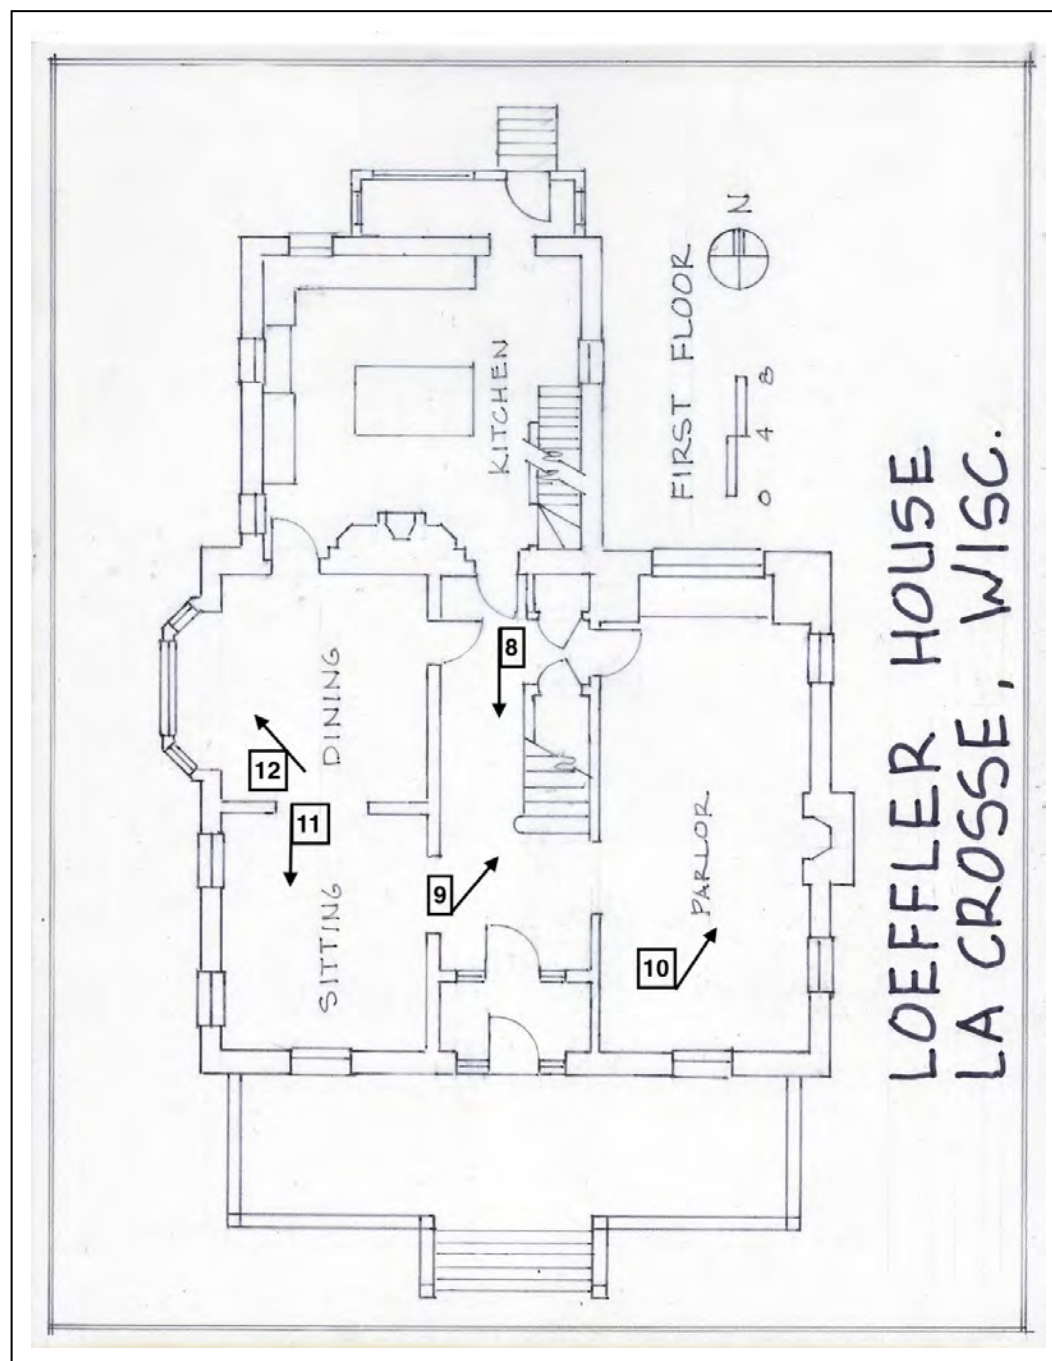 N
FIRST FLOOR
0 4 8
KITCHEN
8
DINING
12
11
SITTING
9
PARLOR
10
LOEFFLER HOUSE
LA CROSSE, WISC.